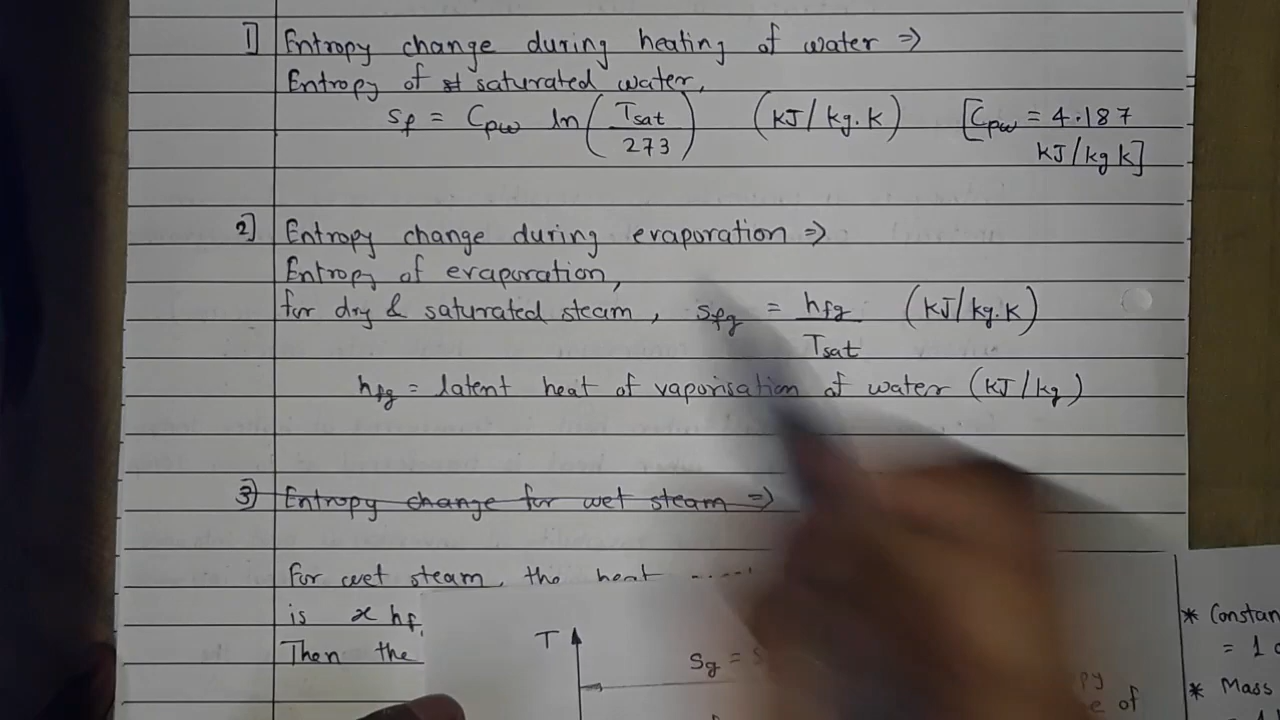 1] Entropy change during heating of water ⇒
Entropy of saturated water,
sf = Cpw ln(Tsat/273) (KJ/kg.K) [Cpw = 4.187
KJ/kg K]
2] Entropy change during evaporation ⇒
Entropy of evaporation,
for dry & saturated steam, sfg = hfg/Tsat (KJ/kg.K)
hfg = latent heat of vaporisation of water (KJ/kg)
3) Entropy change for wet steam ⇒
For wet steam, the heat .....
is x hf
Then the
T
Sg =
py
e of
* Constan
= 1
* Mass